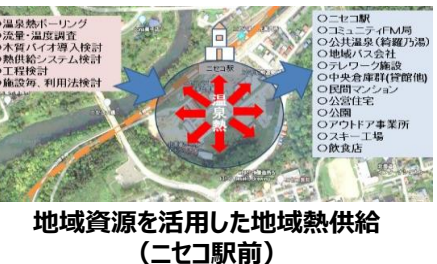 ○温泉熱ボーリング
○流量・温度調査
○木質バイオ導入検討
○熱供給システム検討
○工程検討
○施設毎、利用法検討
ニセコ駅
温泉熱
○ニセコ駅
○コミュニティFM局
○公共温泉(綺羅乃湯)
○地域バス会社
○テレワーク施設
○中央倉庫群(貸館他)
○民間マンション
○公営住宅
○公園
○アウトドア事業所
○スキー工場
○飲食店
地域資源を活用した地域熱供給
(ニセコ駅前)